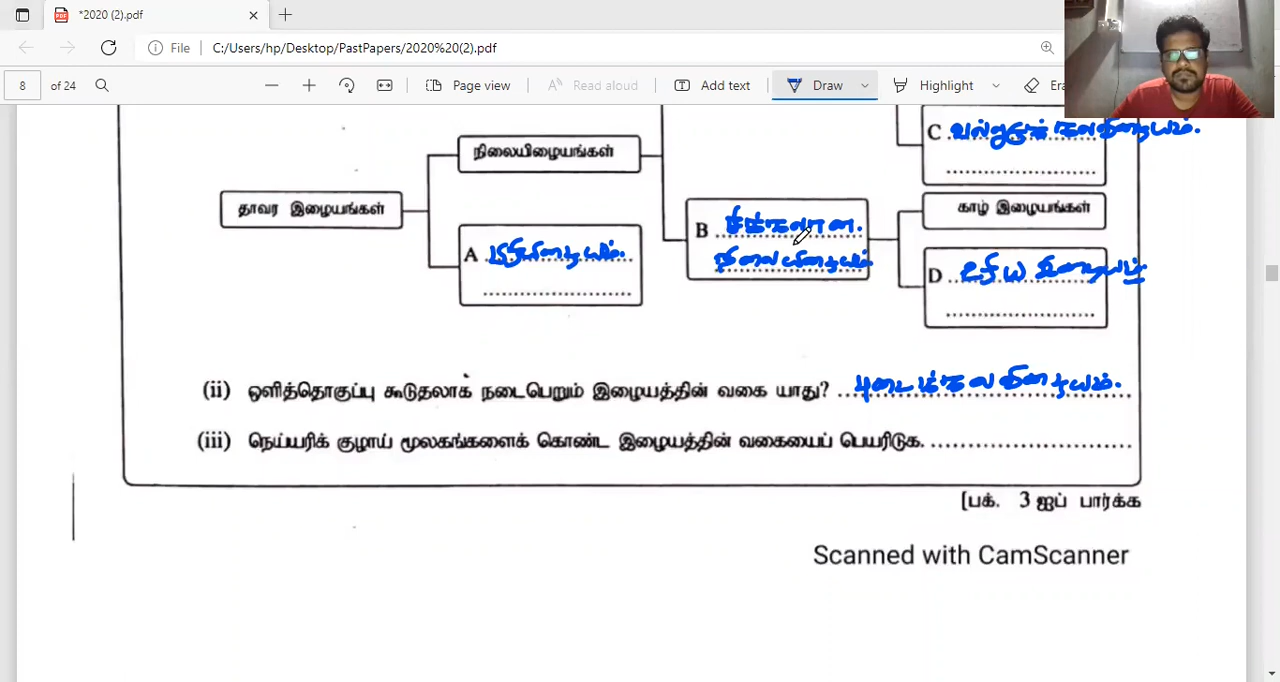 *2020 (2).pdf
File C:/Users/hp/Desktop/PastPapers/2020%20(2).pdf
8 of 24 Page view Read aloud Add text Draw Highlight Era
C வல்லுருக் கலவிழையம்.
நிலையிழையங்கள்
தாவர இழையங்கள்
காழ் இழையங்கள்
B சிக்கலான
நிலையிழையம்
A பிரியிழையம்.
D உரிய இழையம்
(ii) ஒளித்தொகுப்பு கூடுதலாக் நடைபெறும் இழையத்தின் வகை யாது? புடைக்கலவிழையம்.
(iii) நெய்யரிக் குழாய் மூலகங்களைக் கொண்ட இழையத்தின் வகையைப் பெயரிடுக.
[பக். 3 ஐப் பார்க்க
Scanned with CamScanner